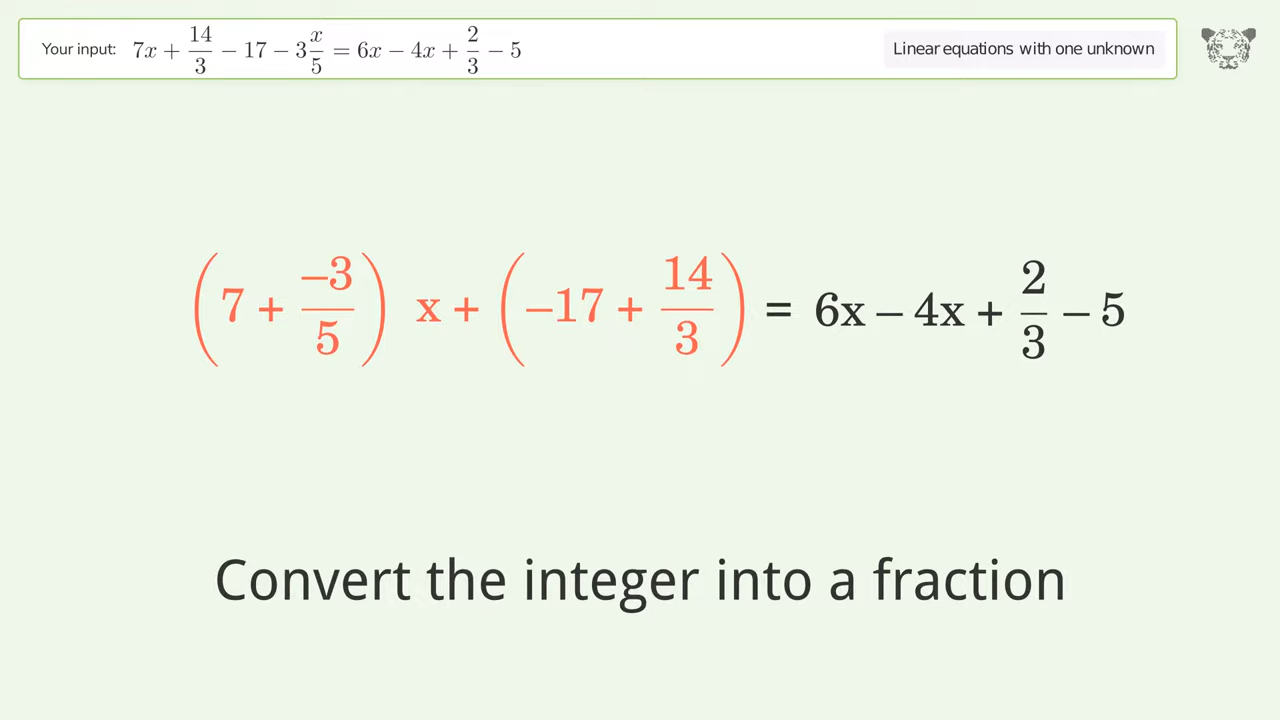 Your input: 7x + 14/3 − 17 − 3 x/5 = 6x − 4x + 2/3 − 5
Linear equations with one unknown
(7 + −3/5) x + (−17 + 14/3) = 6x − 4x + 2/3 − 5
Convert the integer into a fraction